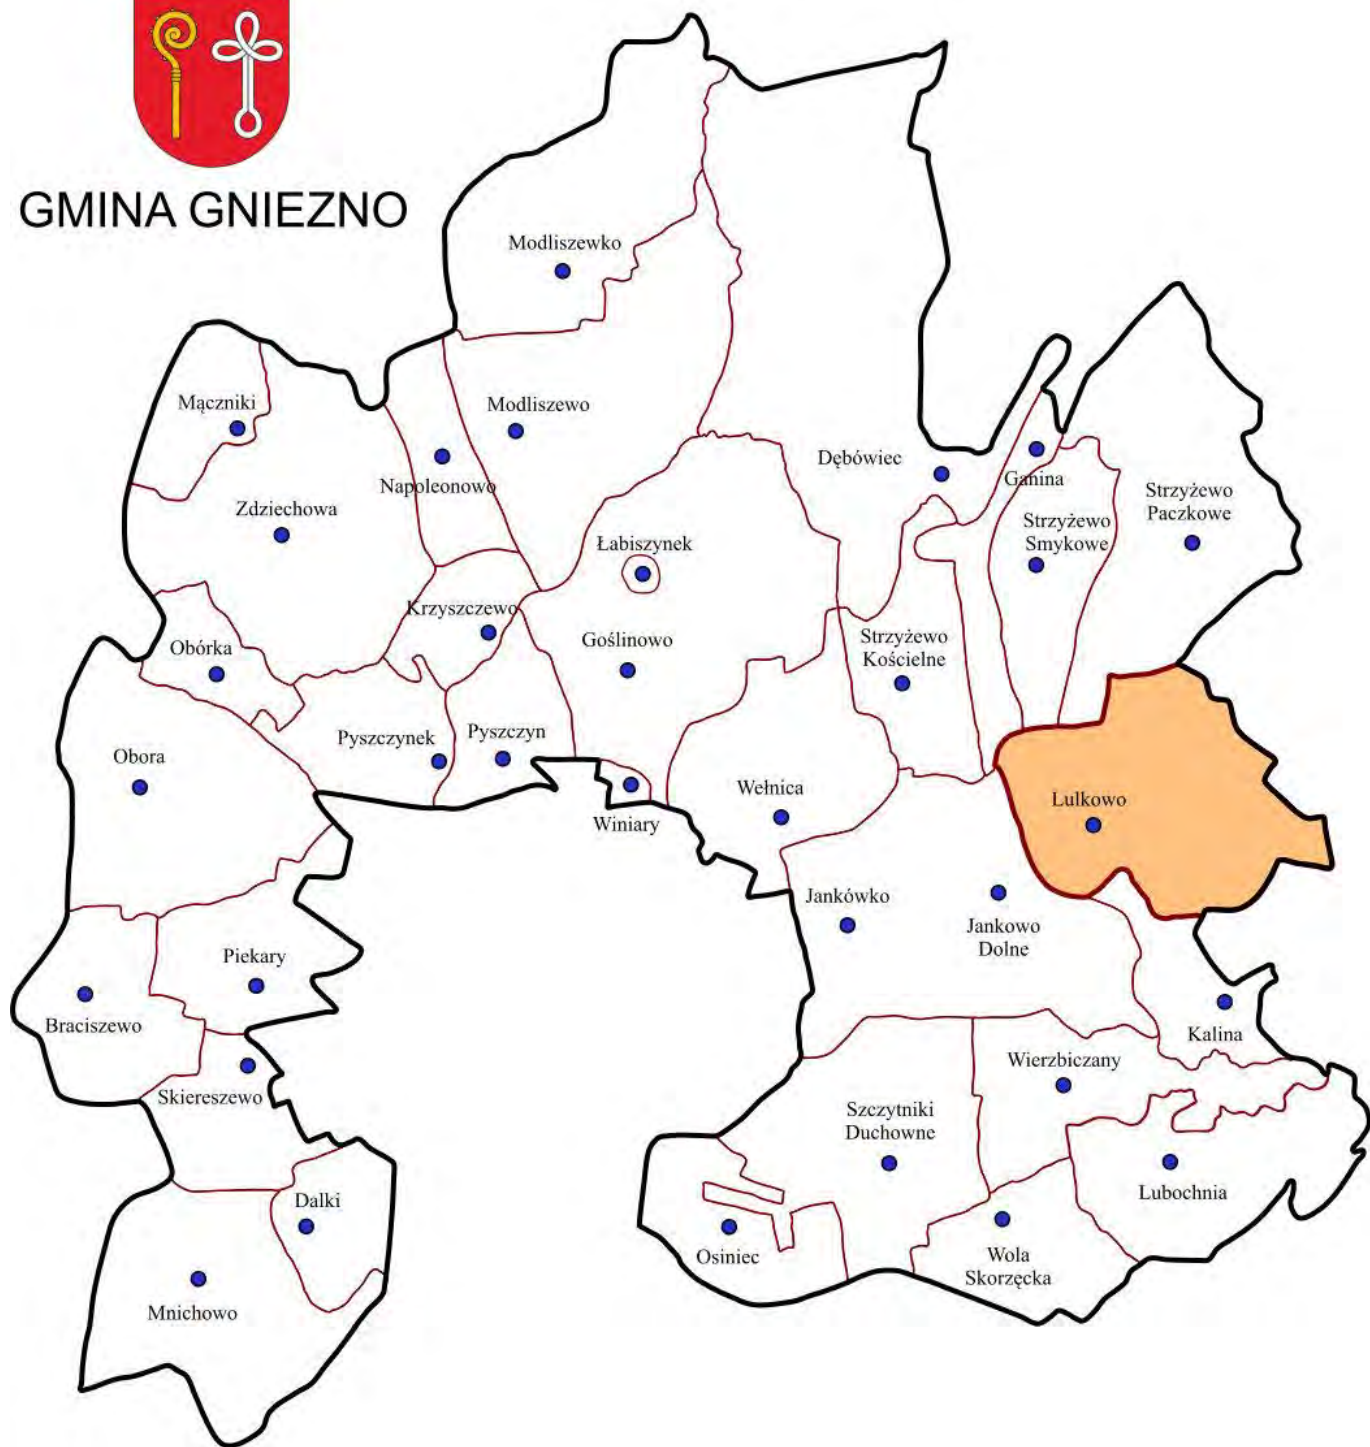 GMINA GNIEZNO
Modliszewko
Mączniki
Modliszewo
Dębówiec
Napoleonowo
Ganina
Strzyżewo
Paczkowe
Zdziechowa
Strzyżewo
Smykowe
Łabiszynek
Krzyszczewo
Goślinowo
Strzyżewo
Kościelne
Obórka
Pyszczynek
Pyszczyn
Obora
Wełnica
Lulkowo
Winiary
Jankówko
Jankowo
Dolne
Piekary
Braciszewo
Kalina
Wierzbiczany
Skiereszewo
Szczytniki
Duchowne
Lubochnia
Dalki
Osiniec
Wola
Skorzęcka
Mnichowo